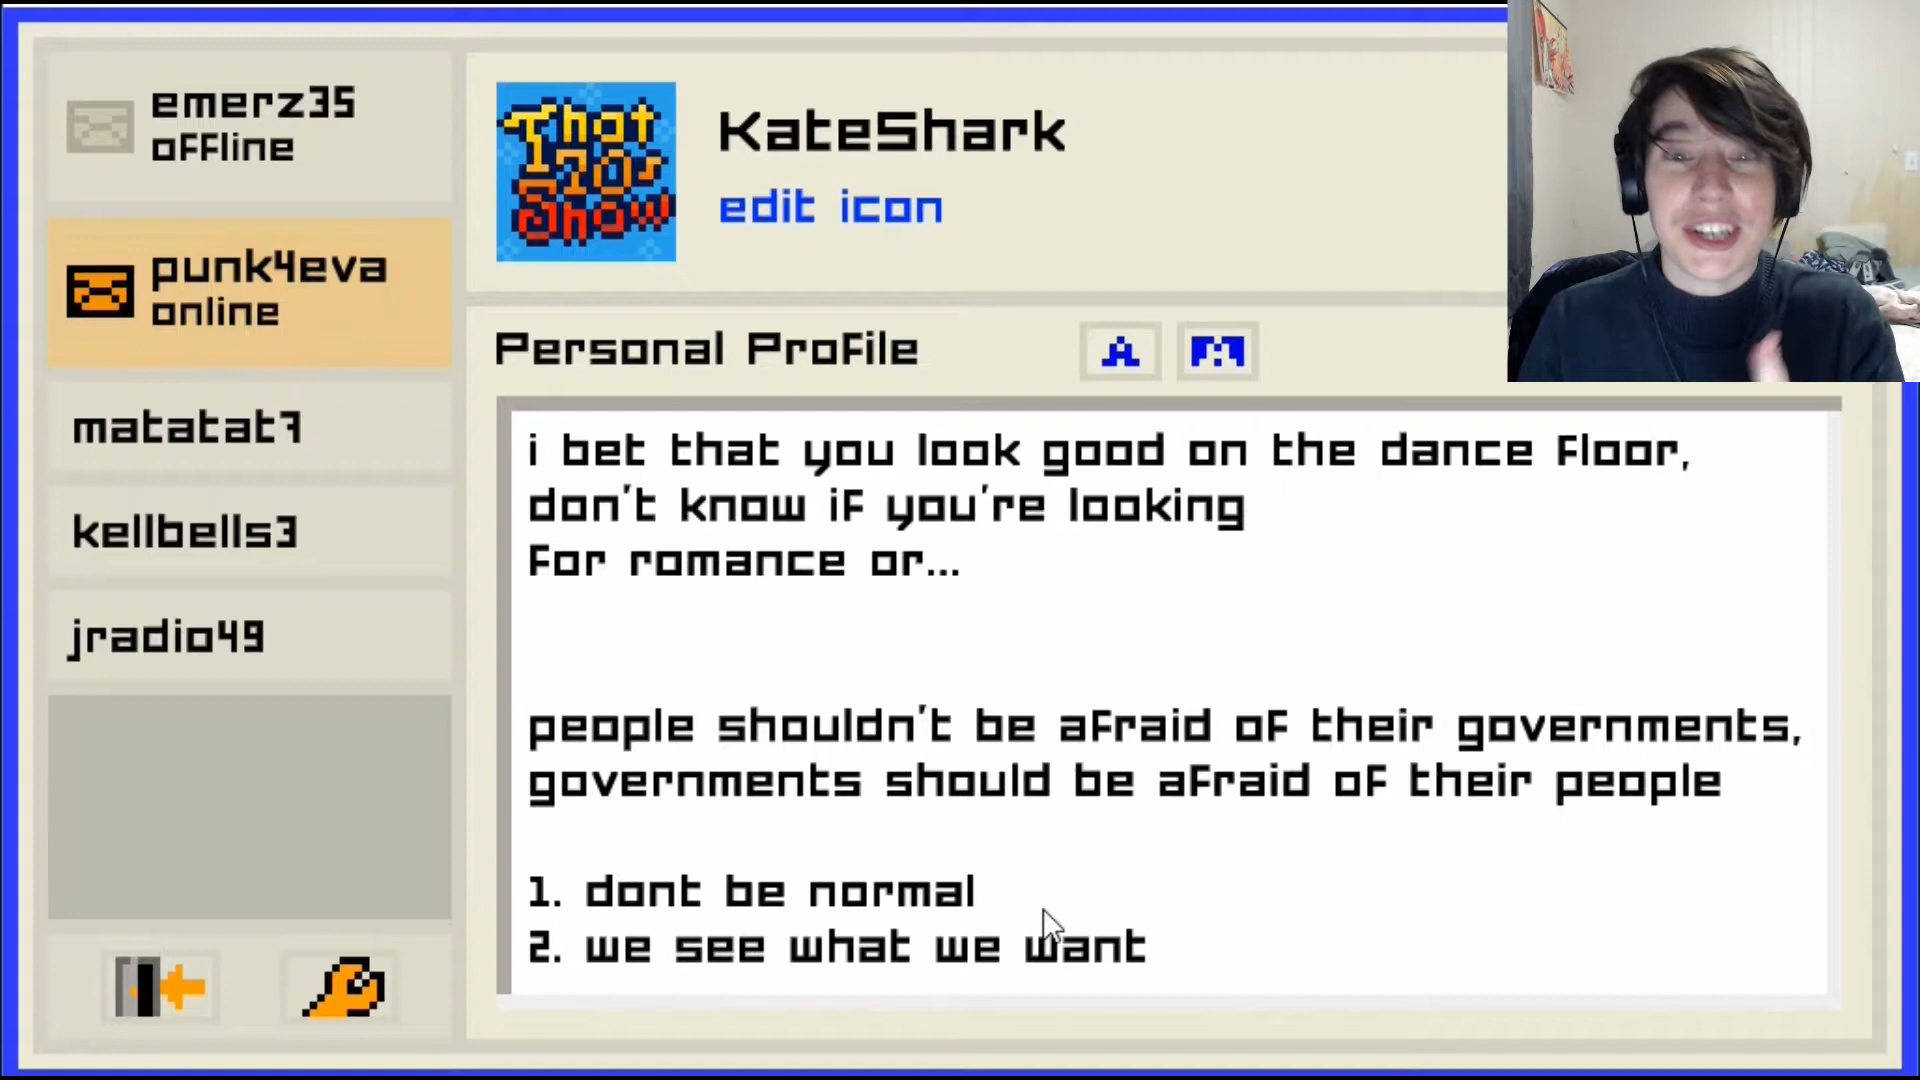 emerz35
offline
punk4eva
online
matatat7
kellbells3
jradio49
That
70s
Show
KateShark
edit icon
Personal Profile
A
i bet that you look good on the dance floor,
don't know if you're looking
for romance or...
people shouldn't be afraid of their governments,
governments should be afraid of their people
1. dont be normal
2. we see what we want